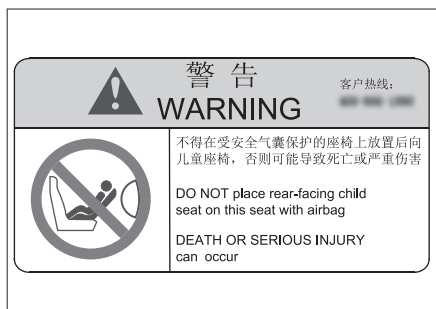 警告
客户热线:
WARNING
不得在受安全气囊保护的座椅上放置后向
儿童座椅，否则可能导致死亡或严重伤害
DO NOT place rear-facing child
seat on this seat with airbag
DEATH OR SERIOUS INJURY
can occur